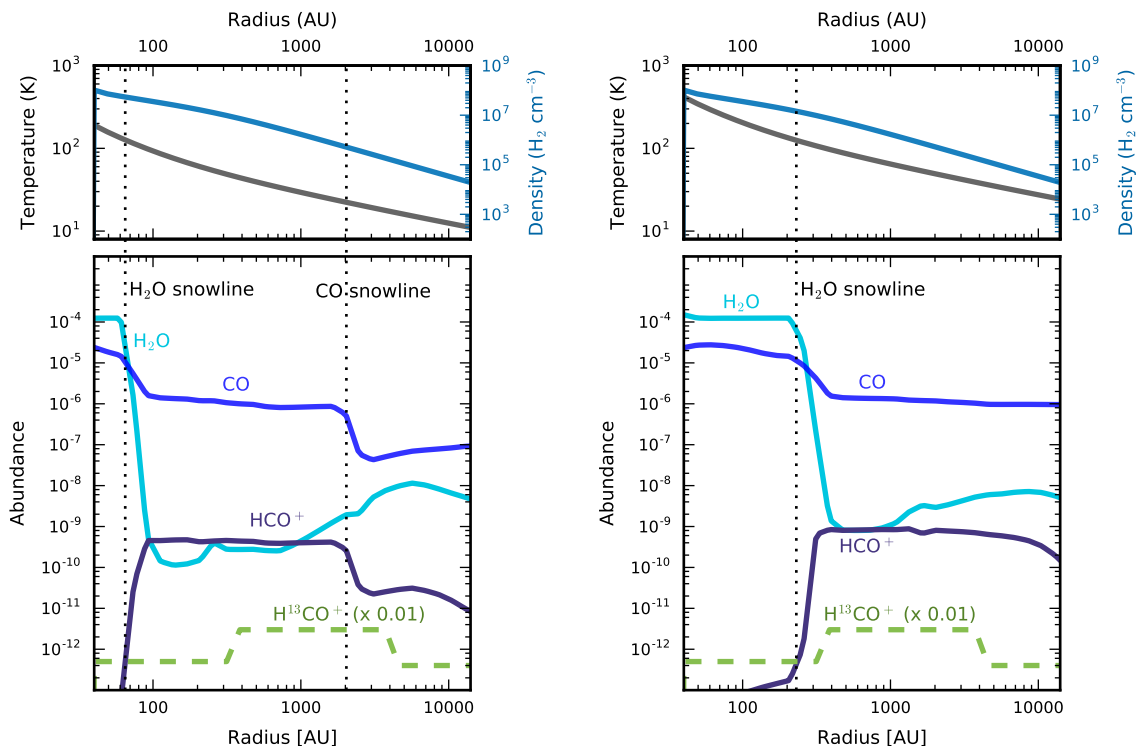 Radius (AU)
100 1000 10000
Temperature (K)
10³
10²
10¹
Density (H₂ cm⁻³)
10⁹
10⁷
10⁵
10³
H₂O snowline
CO snowline
H₂O
CO
HCO⁺
H¹³CO⁺ (x 0.01)
Abundance
10⁻⁴
10⁻⁵
10⁻⁶
10⁻⁷
10⁻⁸
10⁻⁹
10⁻¹⁰
10⁻¹¹
10⁻¹²
100 1000 10000
Radius [AU]
Radius (AU)
100 1000 10000
Temperature (K)
10³
10²
10¹
Density (H₂ cm⁻³)
10⁹
10⁷
10⁵
10³
H₂O snowline
H₂O
CO
HCO⁺
H¹³CO⁺ (x 0.01)
Abundance
10⁻⁴
10⁻⁵
10⁻⁶
10⁻⁷
10⁻⁸
10⁻⁹
10⁻¹⁰
10⁻¹¹
10⁻¹²
100 1000 10000
Radius [AU]